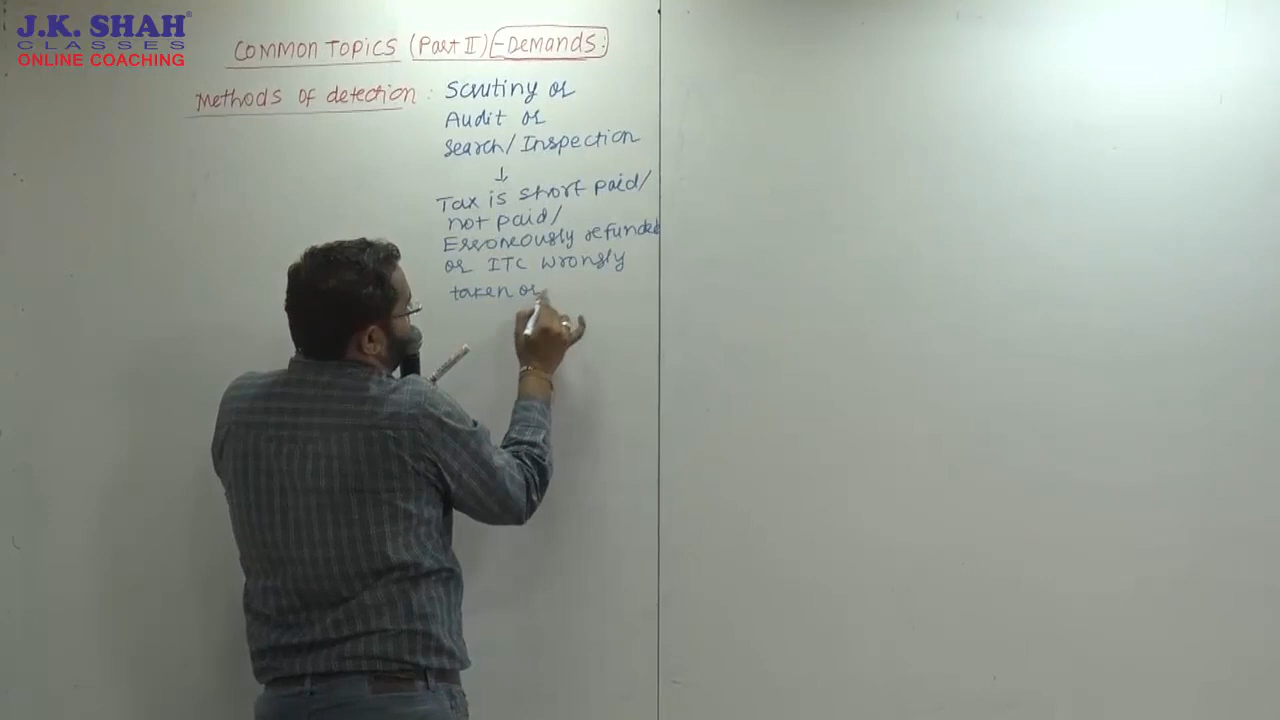 J.K. SHAH®
CLASSES
ONLINE COACHING
COMMON TOPICS (Part II) - Demands.
Methods of detection : Scrutiny or
Audit or
Search/Inspection
↓
Tax is short paid/
not paid/
Erroneously refunded
or ITC wrongly
taken or